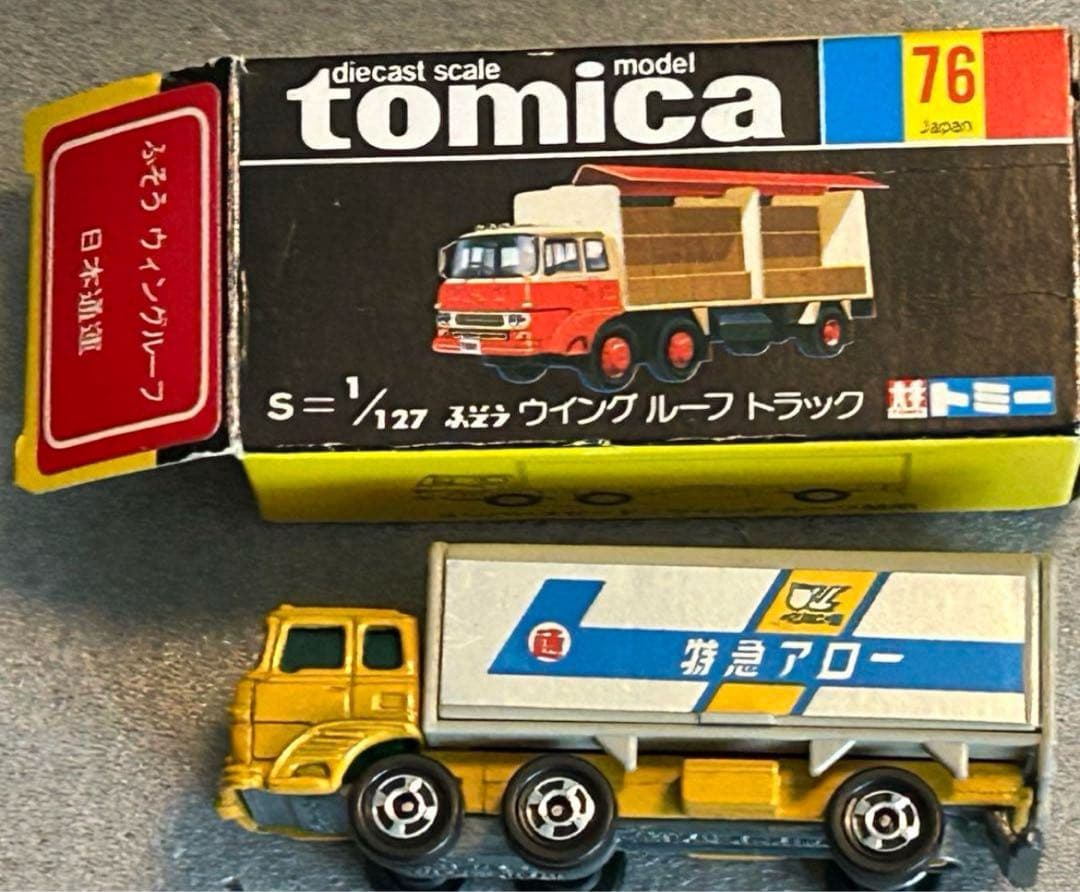 diecast scale model
tomica
76
Japan
ふそう ウィングルーフ
日本通運
S=1/127 ふそう ウイング ルーフ トラック
トミー
特急アロー